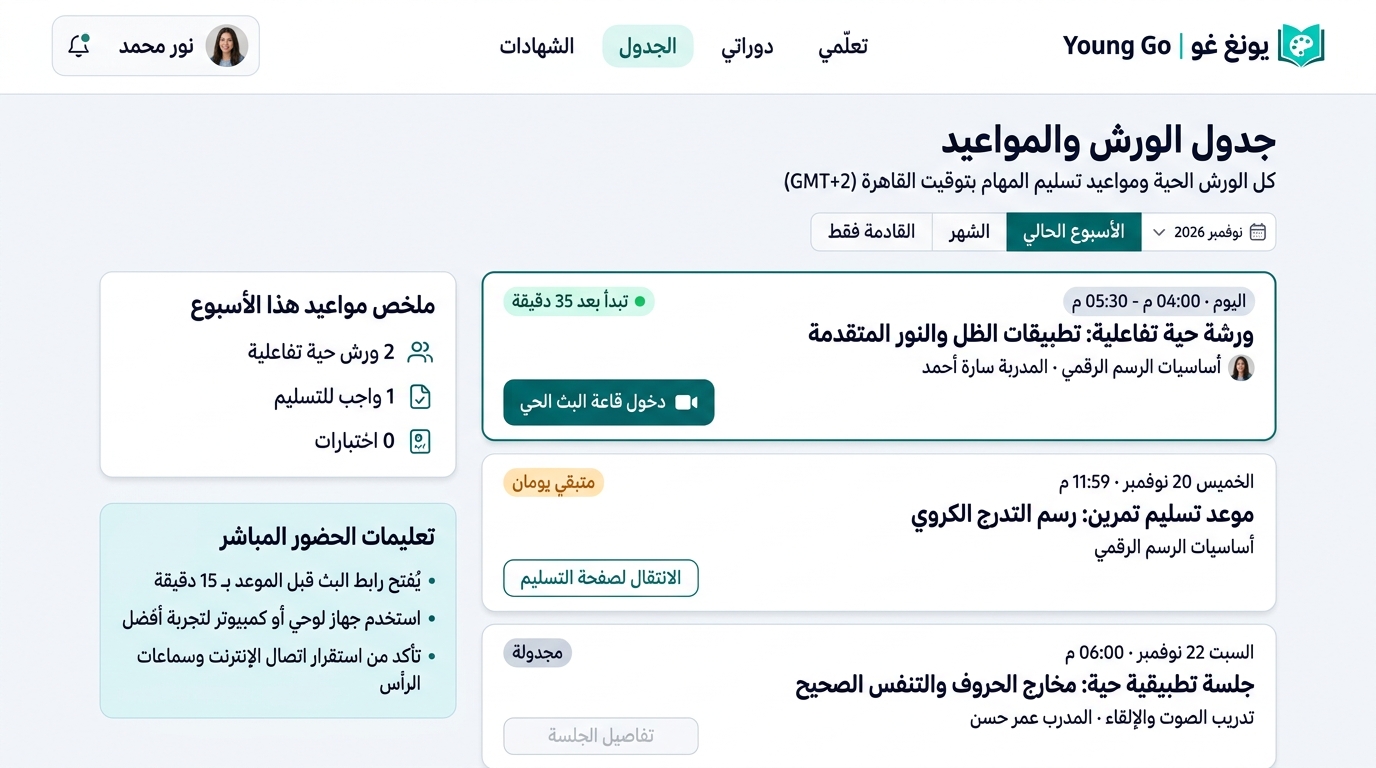 يونغ غو | Young Go
تعلّمي
دوراتي
الجدول
الشهادات
نور محمد
جدول الورش والمواعيد
كل الورش الحية ومواعيد تسليم المهام بتوقيت القاهرة (GMT+2)
نوفمبر 2026
الأسبوع الحالي
الشهر
القادمة فقط
اليوم · 04:00 م - 05:30 م
تبدأ بعد 35 دقيقة
ورشة حية تفاعلية: تطبيقات الظل والنور المتقدمة
أساسيات الرسم الرقمي · المدربة سارة أحمد
دخول قاعة البث الحي
الخميس 20 نوفمبر · 11:59 م
متبقي يومان
موعد تسليم تمرين: رسم التدرج الكروي
أساسيات الرسم الرقمي
الانتقال لصفحة التسليم
السبت 22 نوفمبر · 06:00 م
مجدولة
جلسة تطبيقية حية: مخارج الحروف والتنفس الصحيح
تدريب الصوت والإلقاء · المدرب عمر حسن
تفاصيل الجلسة
ملخص مواعيد هذا الأسبوع
2 ورش حية تفاعلية
1 واجب للتسليم
0 اختبارات
تعليمات الحضور المباشر
• يُفتح رابط البث قبل الموعد بـ 15 دقيقة
• استخدم جهاز لوحي أو كمبيوتر لتجربة أفضل
• تأكد من استقرار اتصال الإنترنت وسماعات
الرأس